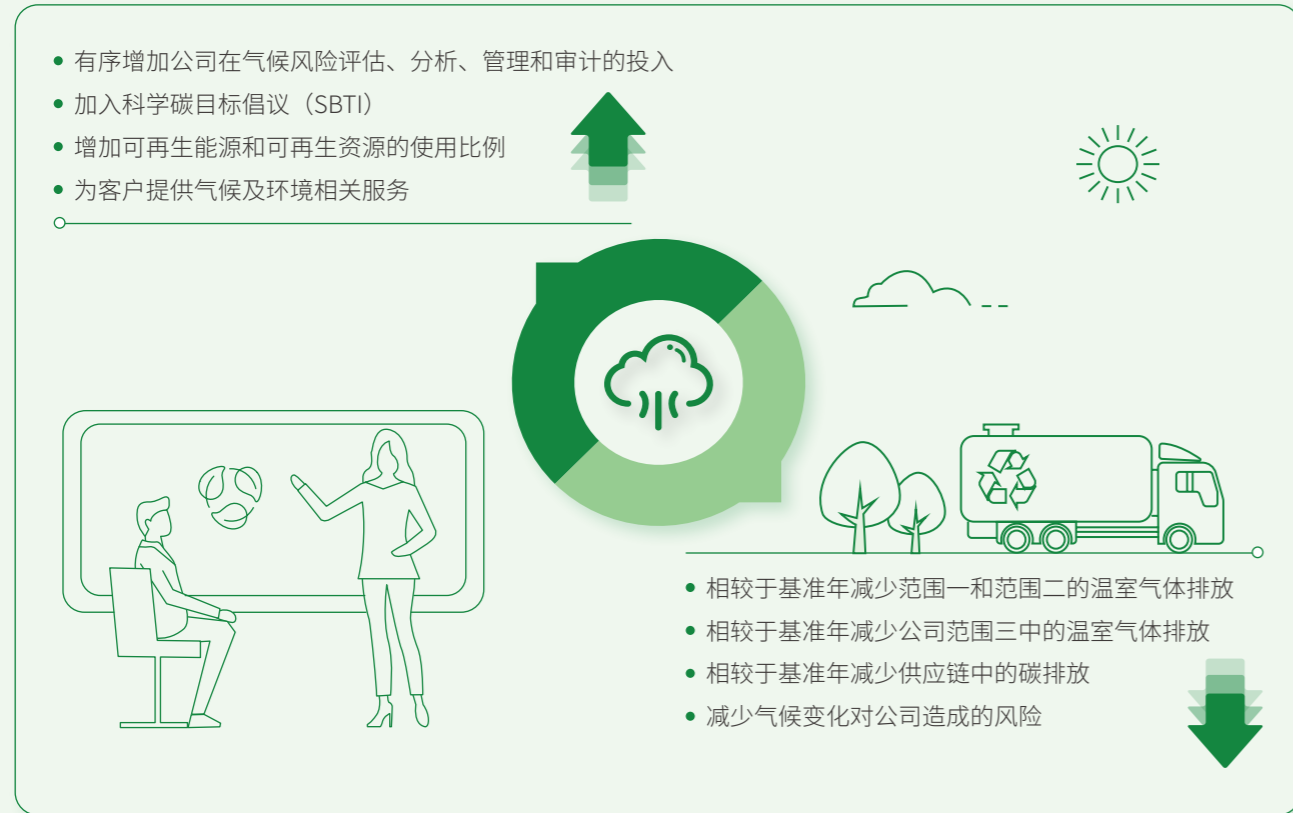 • 有序增加公司在气候风险评估、分析、管理和审计的投入
• 加入科学碳目标倡议（SBTI）
• 增加可再生能源和可再生资源的使用比例
• 为客户提供气候及环境相关服务
• 相较于基准年减少范围一和范围二的温室气体排放
• 相较于基准年减少公司范围三中的温室气体排放
• 相较于基准年减少供应链中的碳排放
• 减少气候变化对公司造成的风险